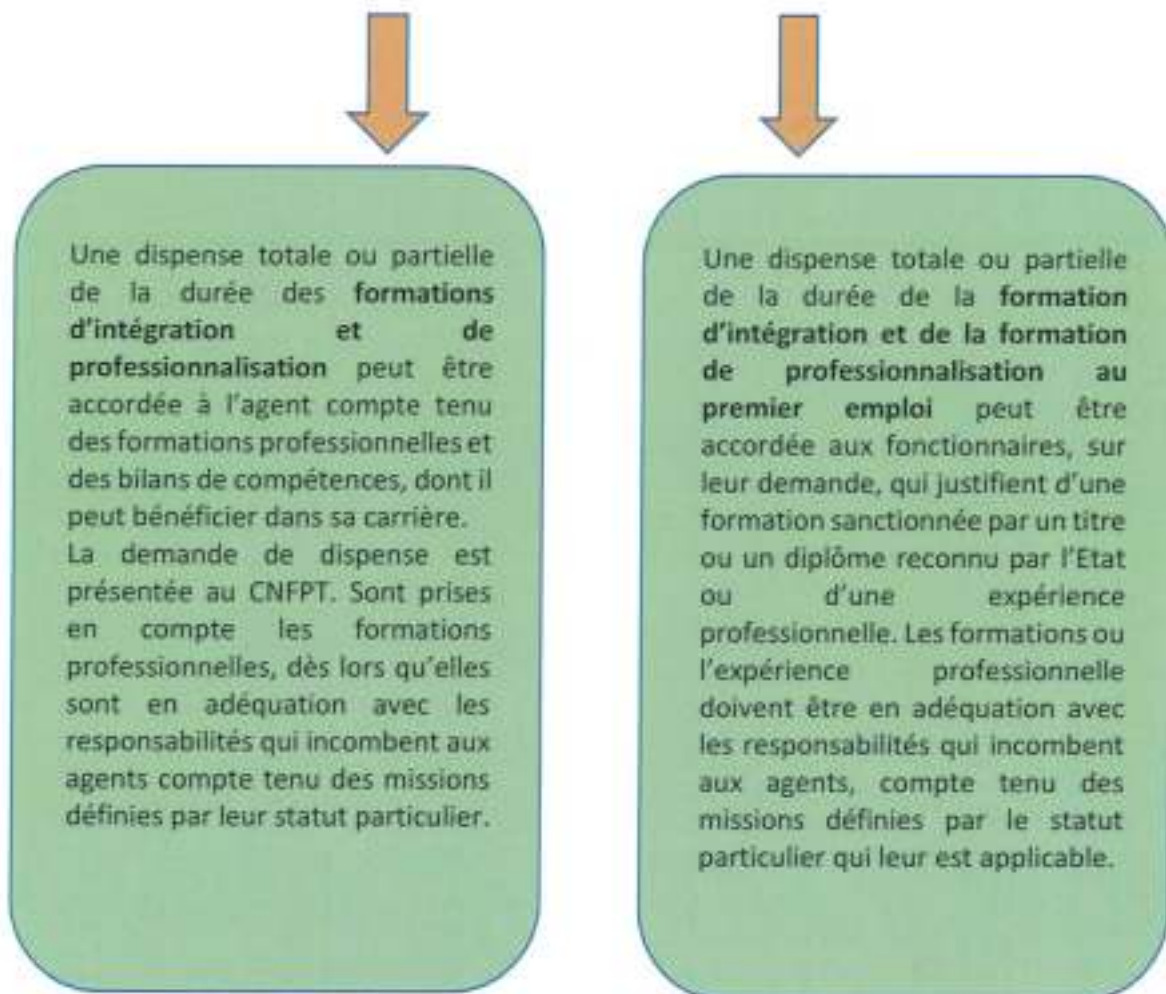 Une dispense totale ou partielle
de la durée des formations
d'intégration et de
professionnalisation peut être
accordée à l'agent compte tenu
des formations professionnelles et
des bilans de compétences, dont il
peut bénéficier dans sa carrière.
La demande de dispense est
présentée au CNFPT. Sont prises
en compte les formations
professionnelles, dès lors qu'elles
sont en adéquation avec les
responsabilités qui incombent aux
agents compte tenu des missions
définies par leur statut particulier.
Une dispense totale ou partielle
de la durée de la formation
d'intégration et de la formation
de professionnalisation au
premier emploi peut être
accordée aux fonctionnaires, sur
leur demande, qui justifient d'une
formation sanctionnée par un titre
ou un diplôme reconnu par l'Etat
ou d'une expérience
professionnelle. Les formations ou
l'expérience professionnelle
doivent être en adéquation avec
les responsabilités qui incombent
aux agents, compte tenu des
missions définies par le statut
particulier qui leur est applicable.